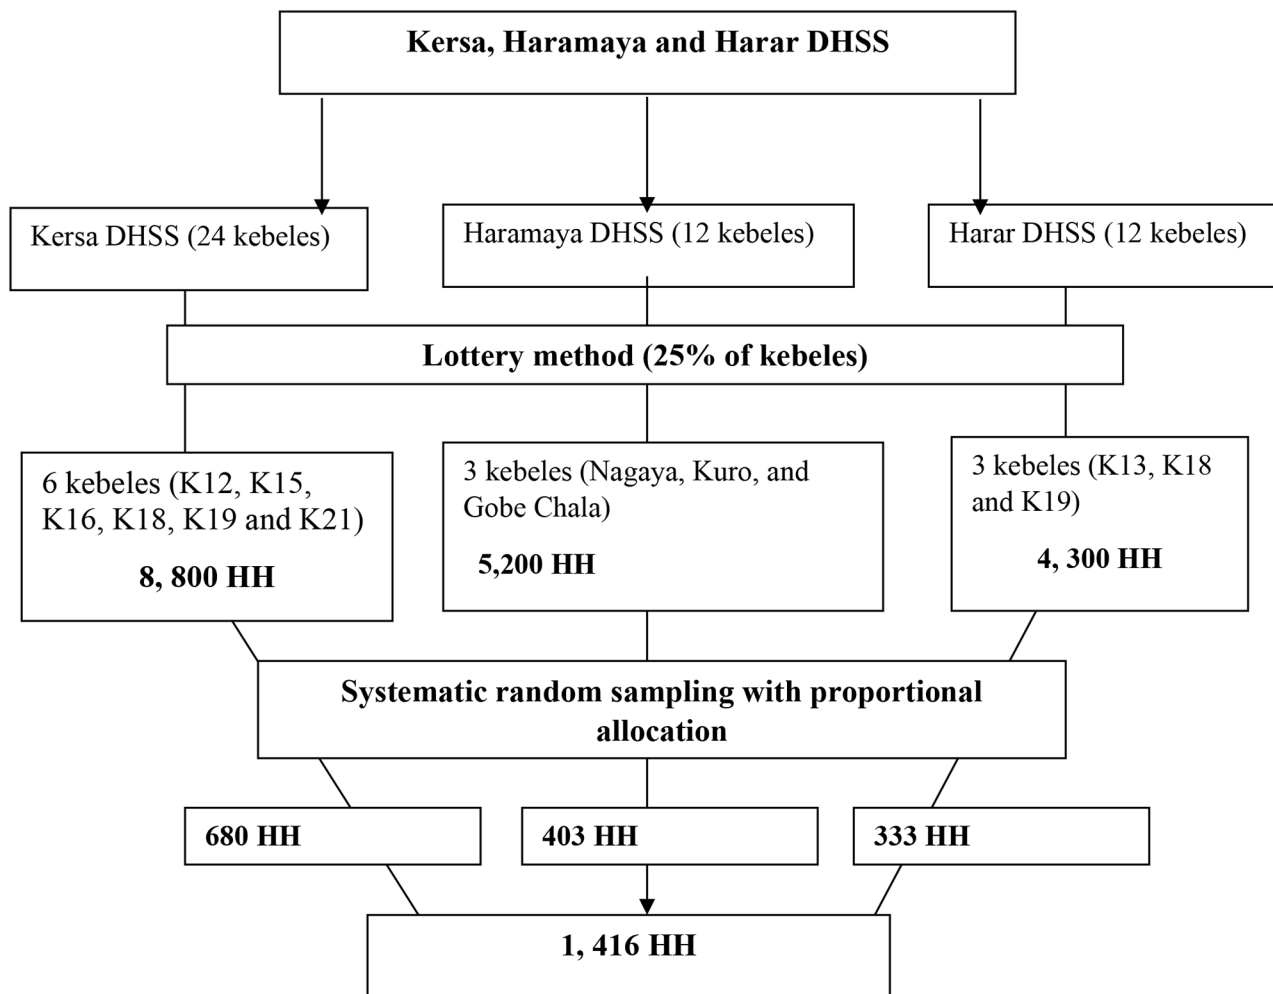 Kersa, Haramaya and Harar DHSS
Kersa DHSS (24 kebeles)
Haramaya DHSS (12 kebeles)
Harar DHSS (12 kebeles)
Lottery method (25% of kebeles)
6 kebeles (K12, K15,
K16, K18, K19 and K21)
8, 800 HH
3 kebeles (Nagaya, Kuro, and
Gobe Chala)
5,200 HH
3 kebeles (K13, K18
and K19)
4, 300 HH
Systematic random sampling with proportional
allocation
680 HH
403 HH
333 HH
1, 416 HH